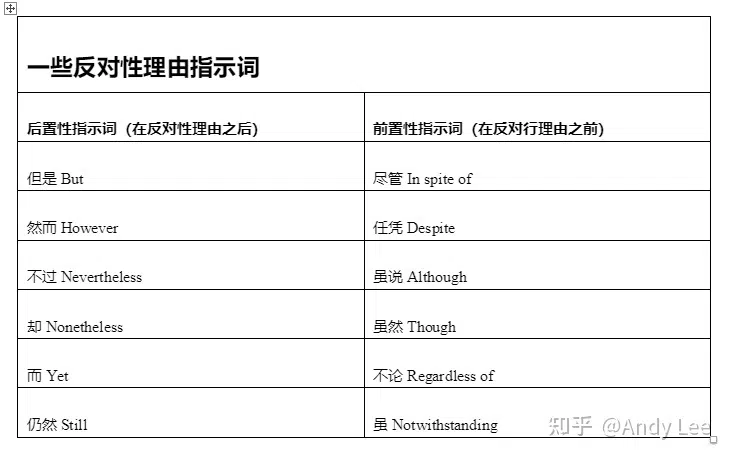 一些反对性理由指示词
后置性指示词（在反对性理由之后） 前置性指示词（在反对行理由之前）
但是 But 尽管 In spite of
然而 However 任凭 Despite
不过 Nevertheless 虽说 Although
却 Nonetheless 虽然 Though
而 Yet 不论 Regardless of
仍然 Still 虽 Notwithstanding
知乎 @Andy Lee